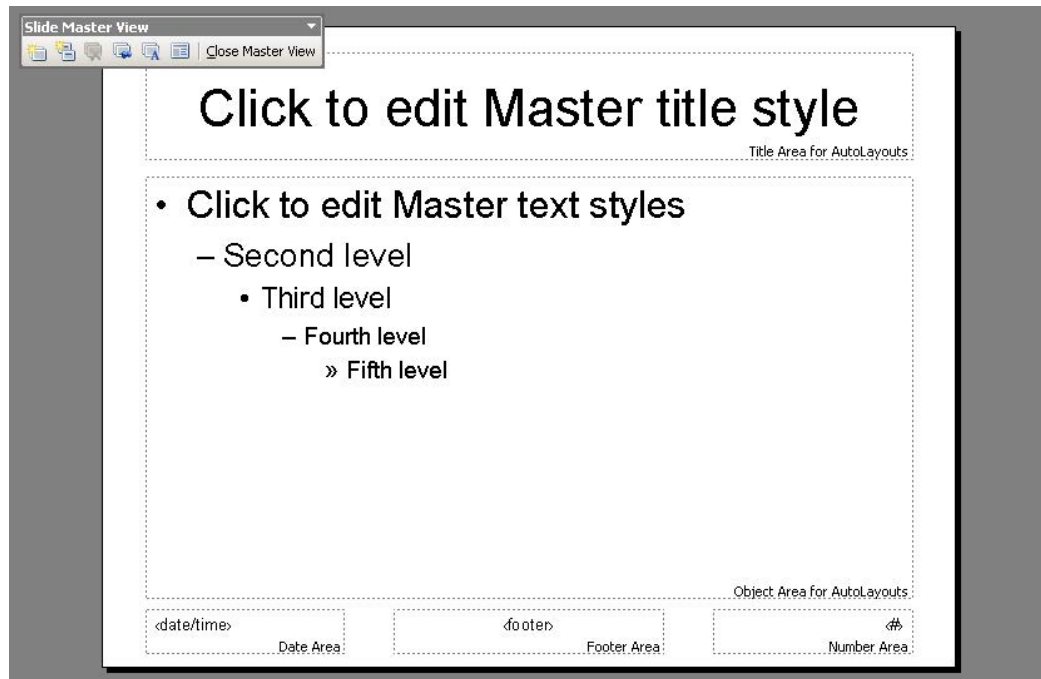 Slide Master View
Close Master View
Click to edit Master title style
Title Area for AutoLayouts
• Click to edit Master text styles
– Second level
• Third level
– Fourth level
» Fifth level
Object Area for AutoLayouts
<date/time>
<footer>
<#>
Date Area
Footer Area
Number Area